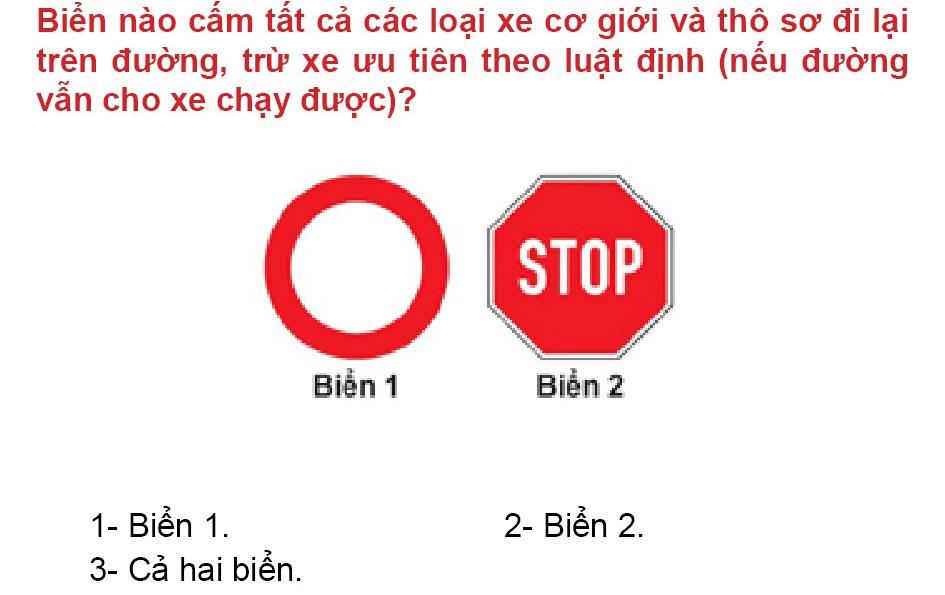 Biển nào cấm tất cả các loại xe cơ giới và thô sơ đi lại
trên đường, trừ xe ưu tiên theo luật định (nếu đường
vẫn cho xe chạy được)?
STOP
Biển 1
Biển 2
1- Biển 1.
2- Biển 2.
3- Cả hai biển.